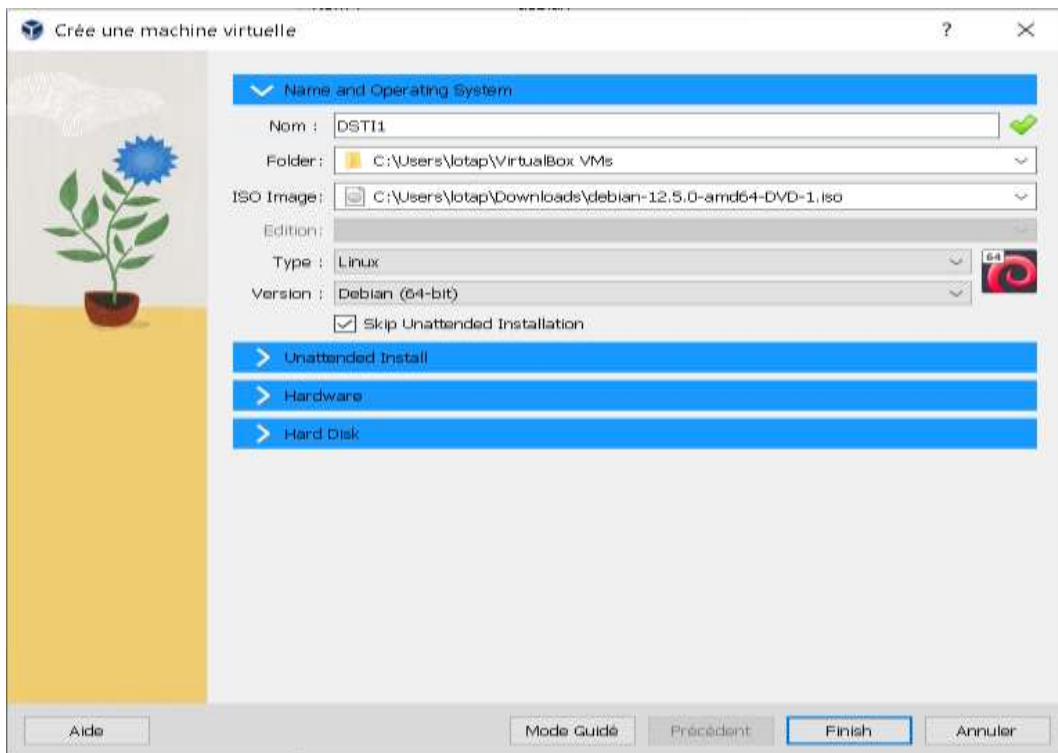 Crée une machine virtuelle
?
Name and Operating System
Nom : DSTI1
Folder: C:\Users\lotap\VirtualBox VMs
ISO Image: C:\Users\lotap\Downloads\debian-12.5.0-amd64-DVD-1.iso
Edition:
Type : Linux
64
Version : Debian (64-bit)
Skip Unattended Installation
Unattended Install
Hardware
Hard Disk
Aide Mode Guidé Précédent Finish Annuler